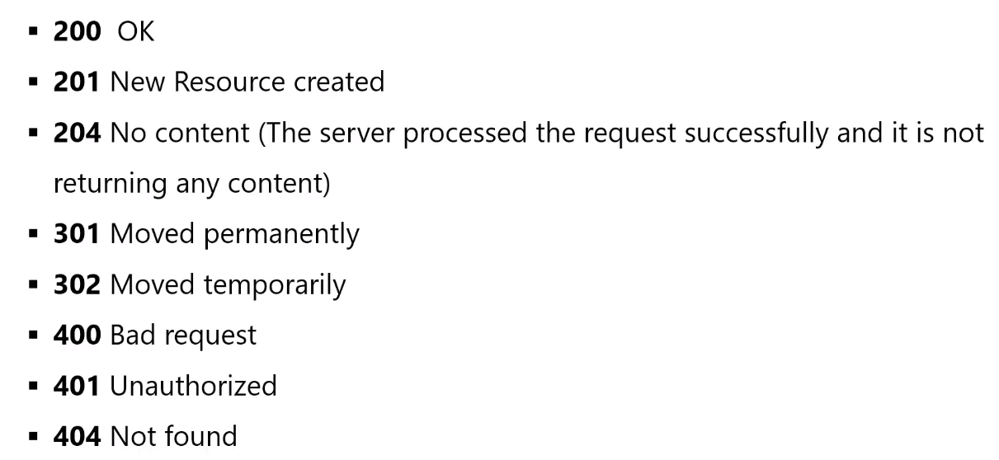 ▪ 200 OK
▪ 201 New Resource created
▪ 204 No content (The server processed the request successfully and it is not
returning any content)
▪ 301 Moved permanently
▪ 302 Moved temporarily
▪ 400 Bad request
▪ 401 Unauthorized
▪ 404 Not found